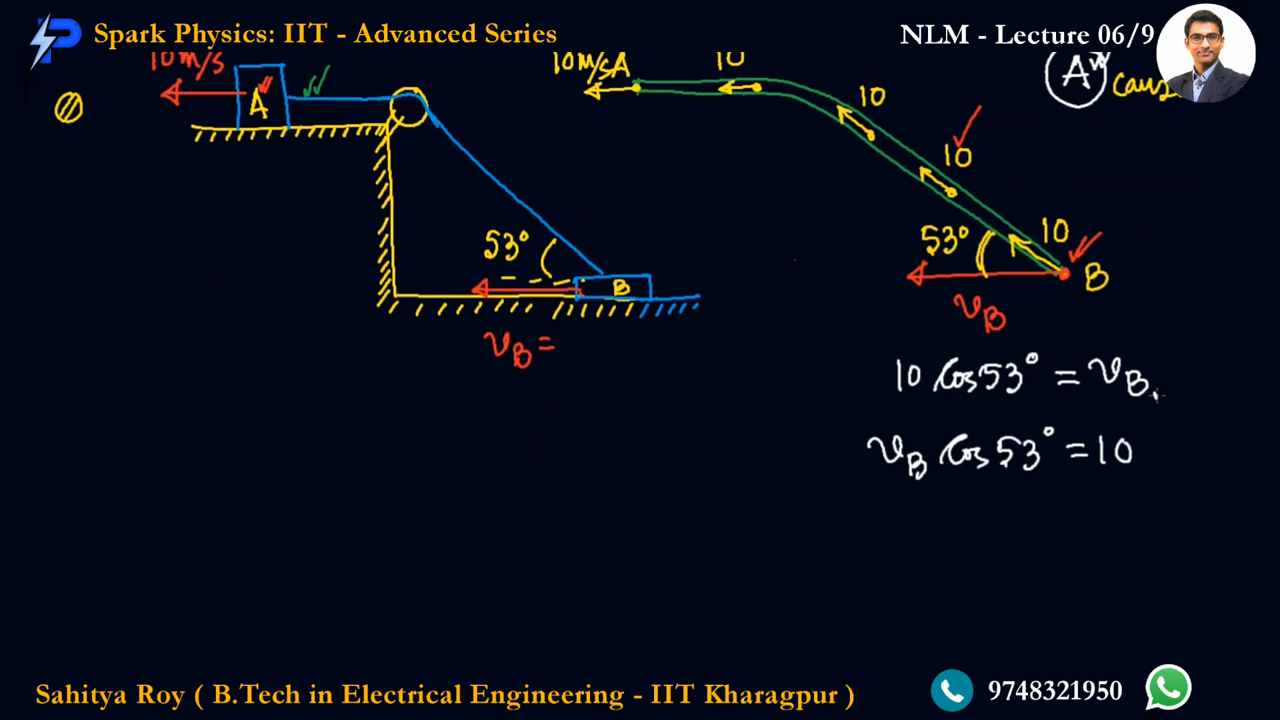 Spark Physics: IIT - Advanced Series
NLM - Lecture 06/9
10m/s
A
53°
B
v_B =
10m/s A
10
10
10
10
53°
B
v_B
A
10 cos53° = v_B.
v_B cos53° = 10
Sahitya Roy ( B.Tech in Electrical Engineering - IIT Kharagpur )
9748321950